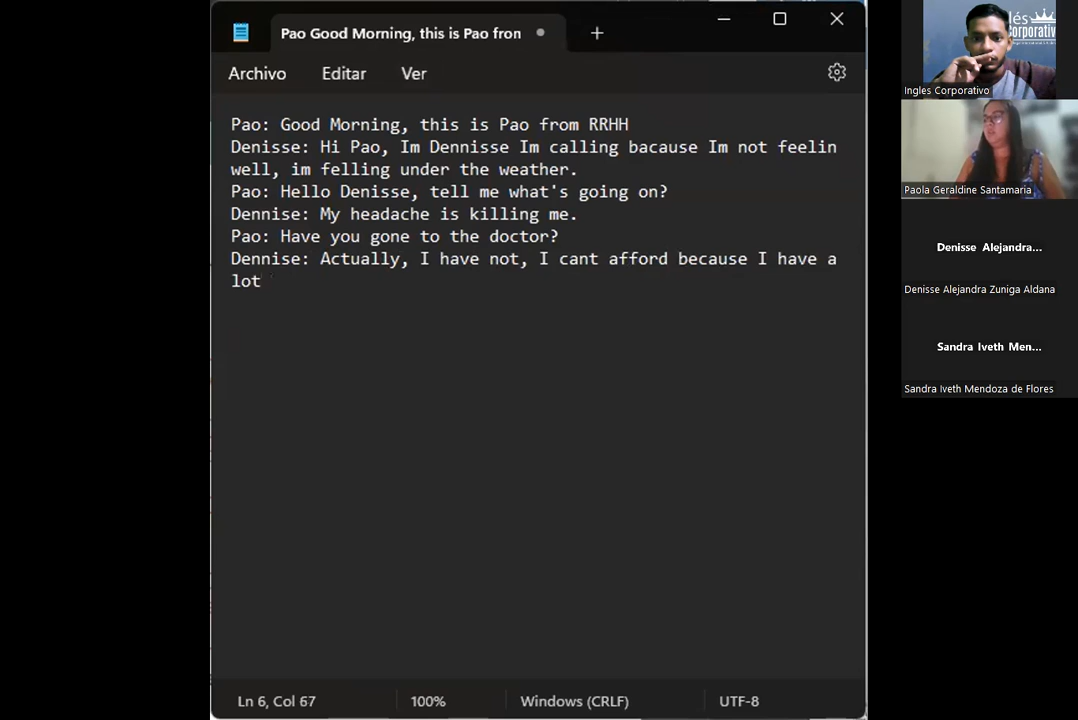 Pao Good Morning, this is Pao fron
Archivo
Editar
Ver
Pao: Good Morning, this is Pao from RRHH
Denisse: Hi Pao, Im Dennisse Im calling bacause Im not feelin
well, im felling under the weather.
Pao: Hello Denisse, tell me what's going on?
Dennise: My headache is killing me.
Pao: Have you gone to the doctor?
Dennise: Actually, I have not, I cant afford because I have a
lot
Ln 6, Col 67
100%
Windows (CRLF)
UTF-8
lés
orporativ
Ingles Corporativo
Paola Geraldine Santamaria
Denisse Alejandra...
Denisse Alejandra Zuniga Aldana
Sandra Iveth Men...
Sandra Iveth Mendoza de Flores